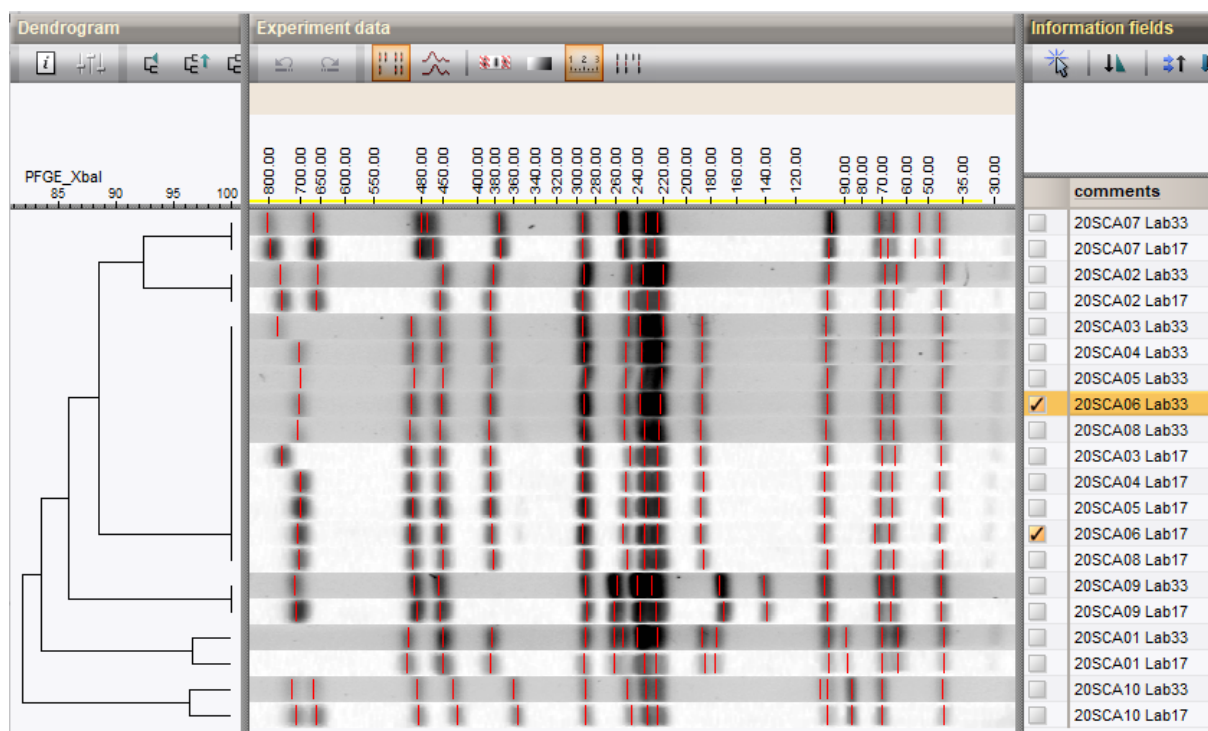 Dendrogram
Experiment data
Information fields
PFGE_XbaI
85 90 95 100
800.00 700.00 650.00 600.00 550.00 480.00 450.00 400.00 380.00 360.00 340.00 320.00 300.00 280.00 260.00 240.00 220.00 200.00 180.00 160.00 140.00 120.00 90.00 80.00 70.00 60.00 50.00 35.00 30.00
comments
20SCA07 Lab33
20SCA07 Lab17
20SCA02 Lab33
20SCA02 Lab17
20SCA03 Lab33
20SCA04 Lab33
20SCA05 Lab33
20SCA06 Lab33
20SCA08 Lab33
20SCA03 Lab17
20SCA04 Lab17
20SCA05 Lab17
20SCA06 Lab17
20SCA08 Lab17
20SCA09 Lab33
20SCA09 Lab17
20SCA01 Lab33
20SCA01 Lab17
20SCA10 Lab33
20SCA10 Lab17